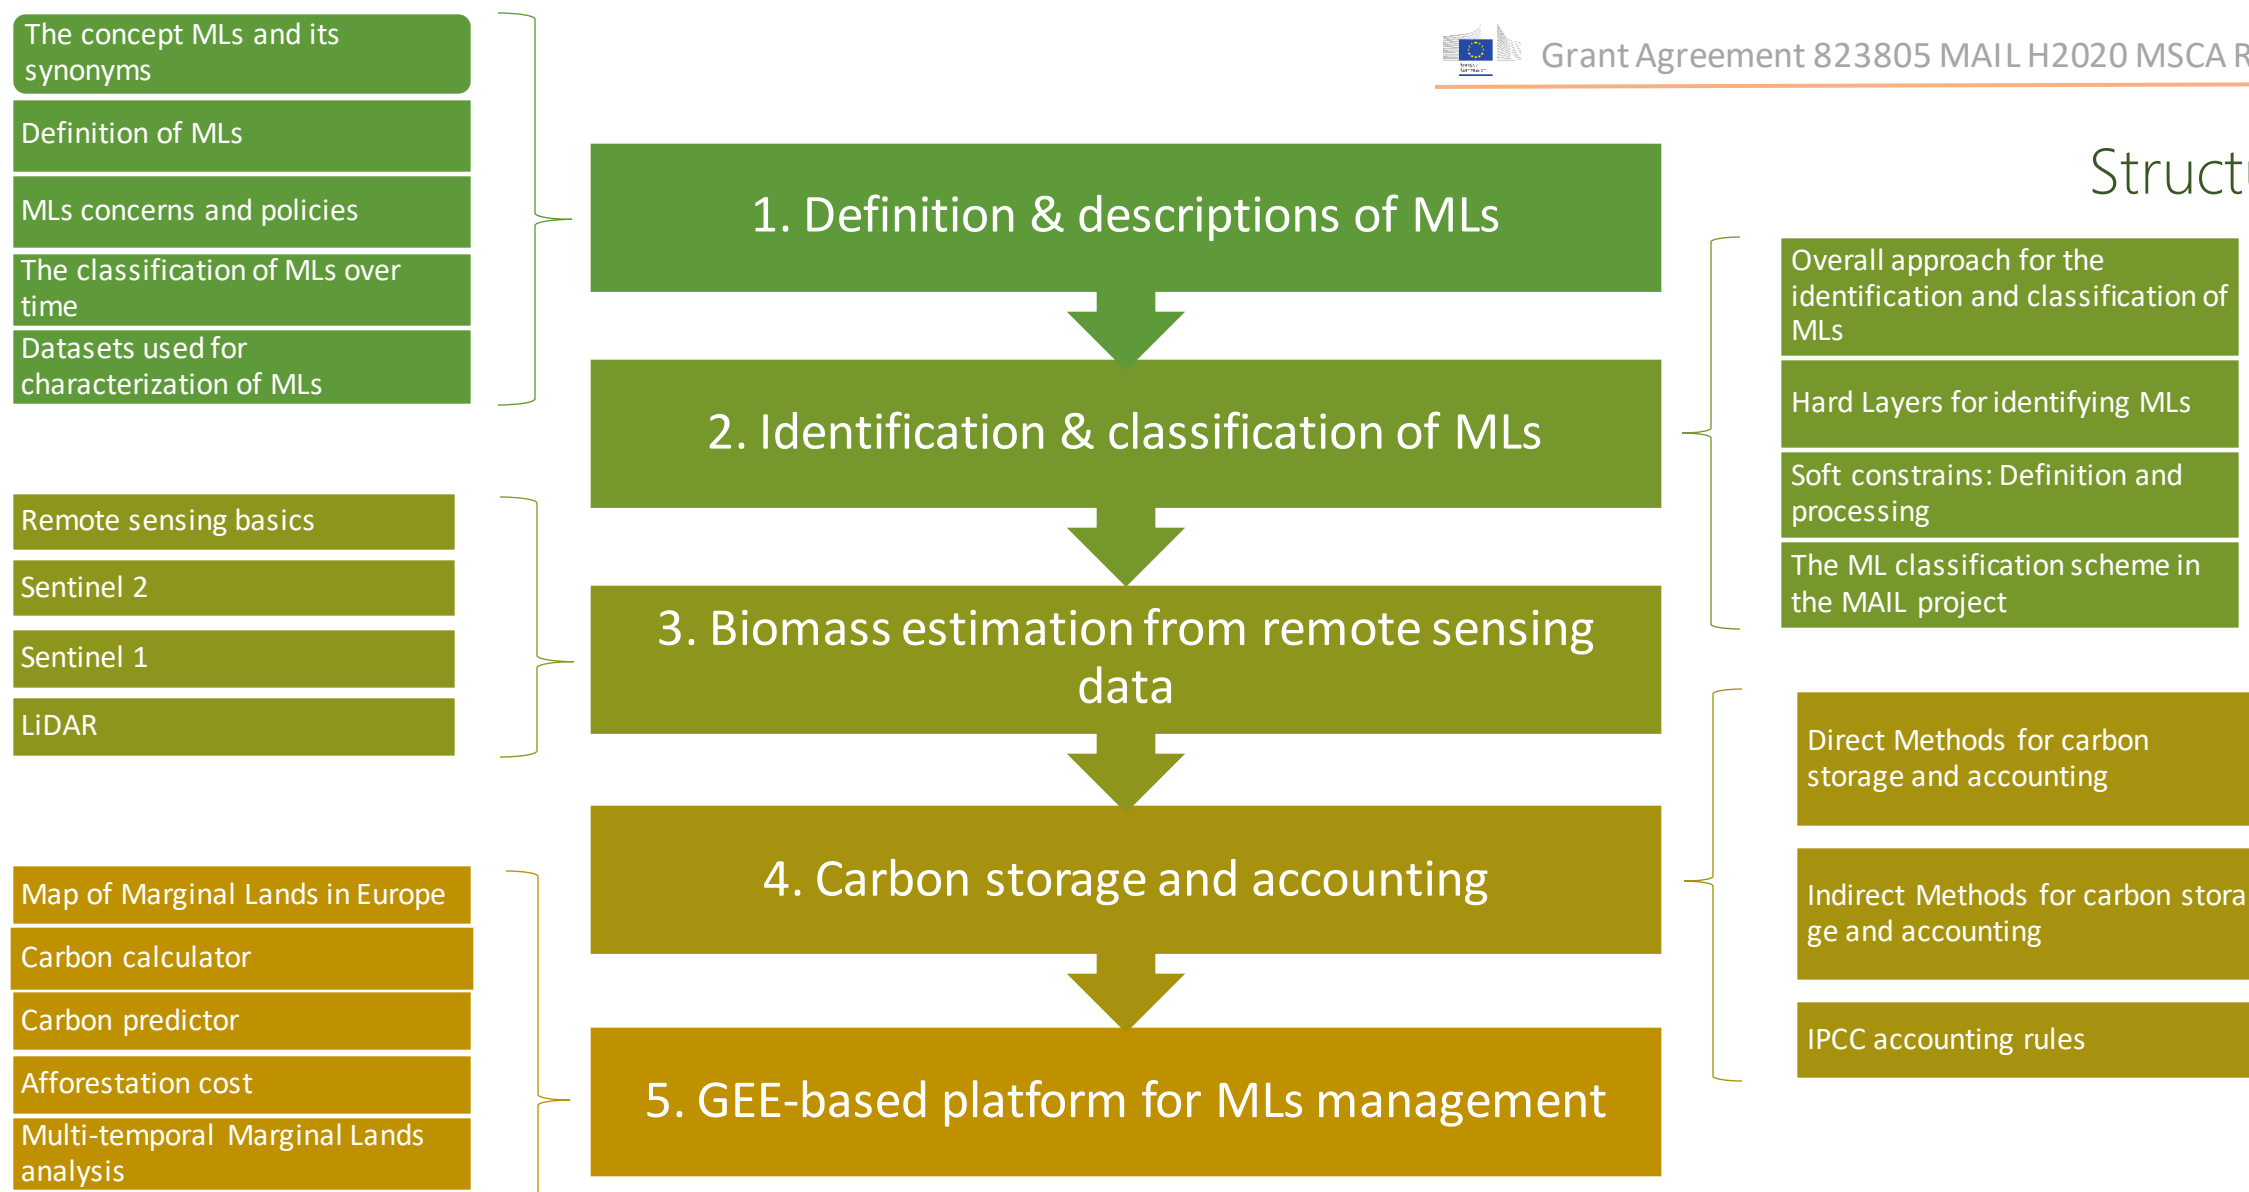 The concept MLs and its
synonyms
Definition of MLs
MLs concerns and policies
The classification of MLs over
time
Datasets used for
characterization of MLs
Remote sensing basics
Sentinel 2
Sentinel 1
LiDAR
Map of Marginal Lands in Europe
Carbon calculator
Carbon predictor
Afforestation cost
Multi-temporal Marginal Lands
analysis
1. Definition & descriptions of MLs
2. Identification & classification of MLs
3. Biomass estimation from remote sensing
data
4. Carbon storage and accounting
5. GEE-based platform for MLs management
Grant Agreement 823805 MAIL H2020 MSCA R
Struct
Overall approach for the
identification and classification of
MLs
Hard Layers for identifying MLs
Soft constrains: Definition and
processing
The ML classification scheme in
the MAIL project
Direct Methods for carbon
storage and accounting
Indirect Methods for carbon stora
ge and accounting
IPCC accounting rules